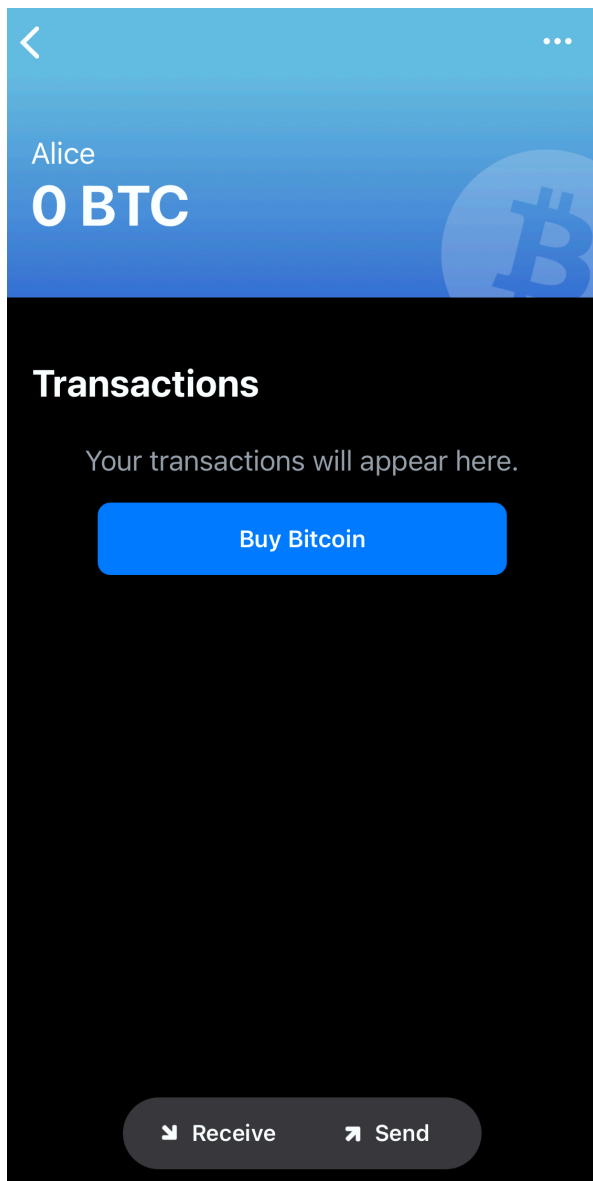 Alice
0 BTC
Transactions
Your transactions will appear here.
Buy Bitcoin
Receive
Send